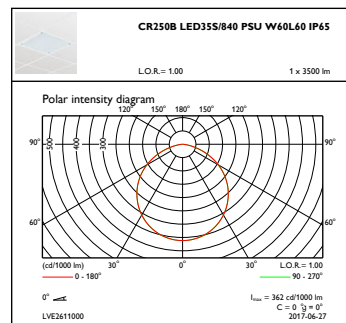 CR250B LED35S/840 PSU W60L60 IP65
L.O.R.= 1.00 1 x 3500 lm
Polar intensity diagram
120° 150° 180° 150° 120°
90° 500 400 300 90°
60° 60°
(cd/1000 lm) 30° 0° 30° L.O.R.= 1.00
0 - 180° 90 - 270°
0° Imax = 362 cd/1000 lm
C = 0 °g = 0°
LVE2611000 2017-06-27